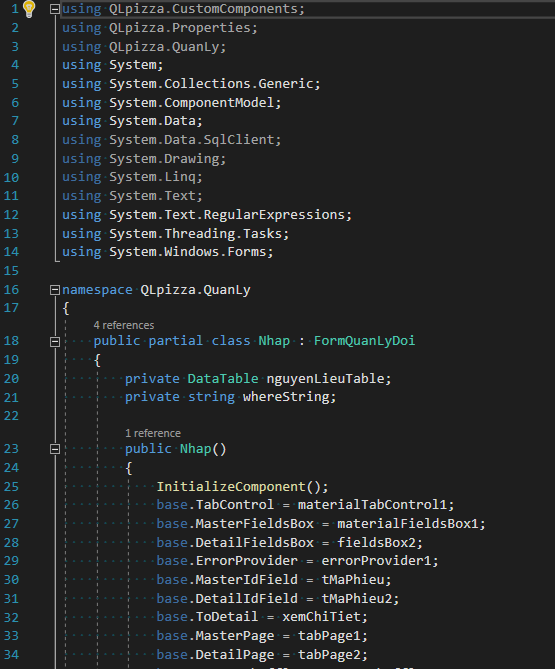 1 using QLpizza.CustomComponents;
2 using QLpizza.Properties;
3 using QLpizza.QuanLy;
4 using System;
5 using System.Collections.Generic;
6 using System.ComponentModel;
7 using System.Data;
8 using System.Data.SqlClient;
9 using System.Drawing;
10 using System.Linq;
11 using System.Text;
12 using System.Text.RegularExpressions;
13 using System.Threading.Tasks;
14 using System.Windows.Forms;
15
16 namespace QLpizza.QuanLy
17 {
4 references
18 public partial class Nhap : FormQuanLyDoi
19 {
20 private DataTable nguyenLieuTable;
21 private string whereString;
22
1 reference
23 public Nhap()
24 {
25 InitializeComponent();
26 base.TabControl = materialTabControl1;
27 base.MasterFieldsBox = materialFieldsBox1;
28 base.DetailFieldsBox = fieldsBox2;
29 base.ErrorProvider = errorProvider1;
30 base.MasterIdField = tMaPhieu;
31 base.DetailIdField = tMaPhieu2;
32 base.ToDetail = xemChiTiet;
33 base.MasterPage = tabPage1;
34 base.DetailPage = tabPage2;